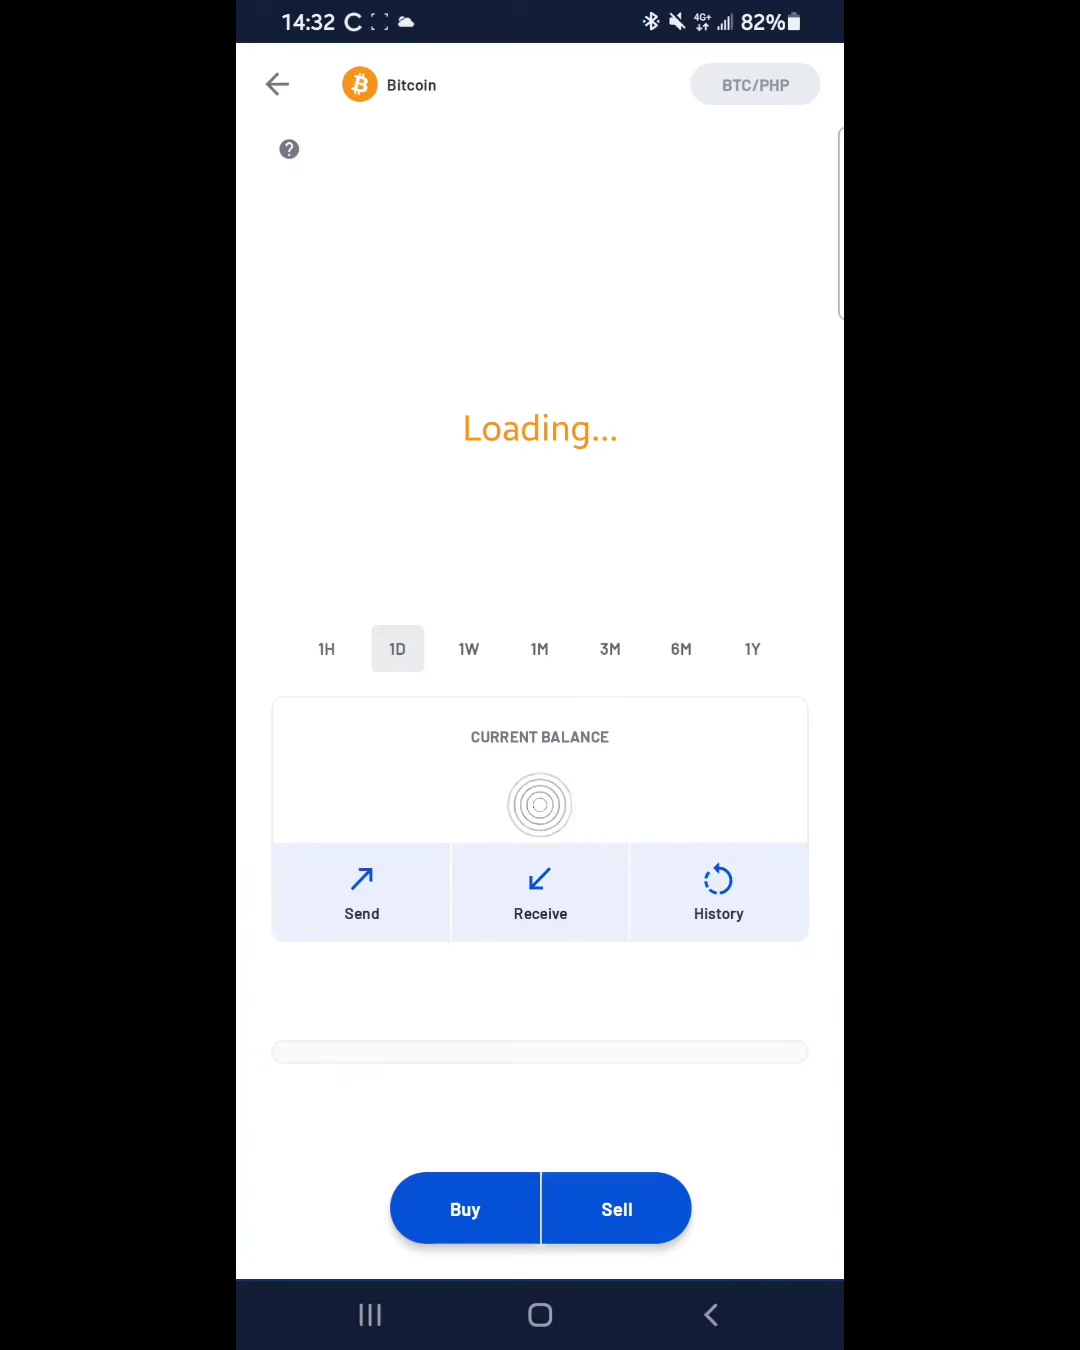 14:32 82%
4G+
Bitcoin BTC/PHP
Loading...
1H 1D 1W 1M 3M 6M 1Y
CURRENT BALANCE
Send Receive History
Buy Sell